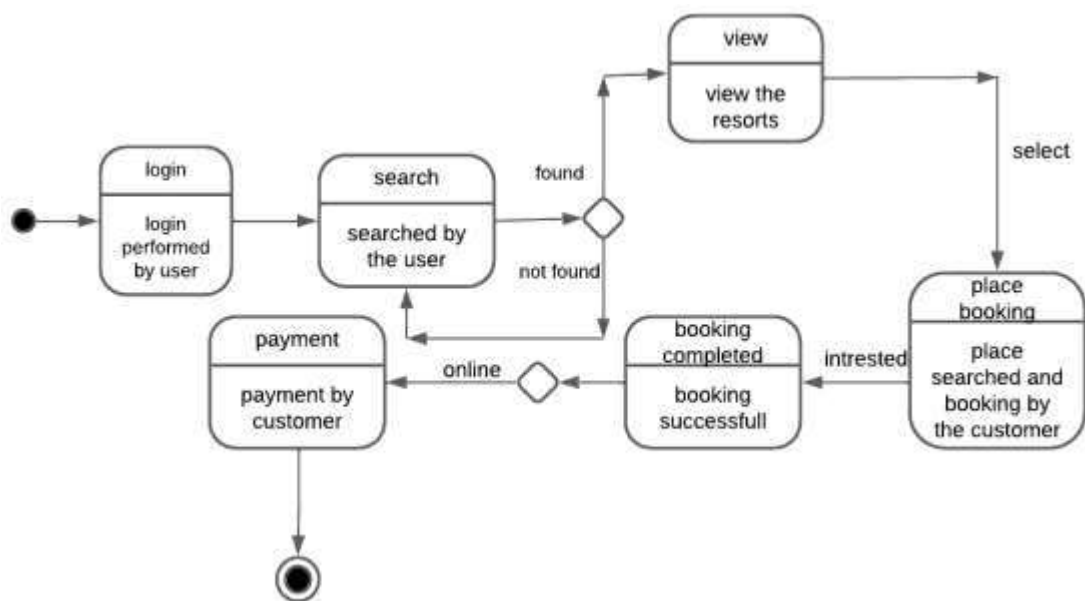 view
view the
resorts
select
login
login
performed
by user
search
searched by
the user
found
not found
place
booking
place
searched and
booking by
the customer
intrested
booking
completed
booking
successfull
online
payment
payment by
customer